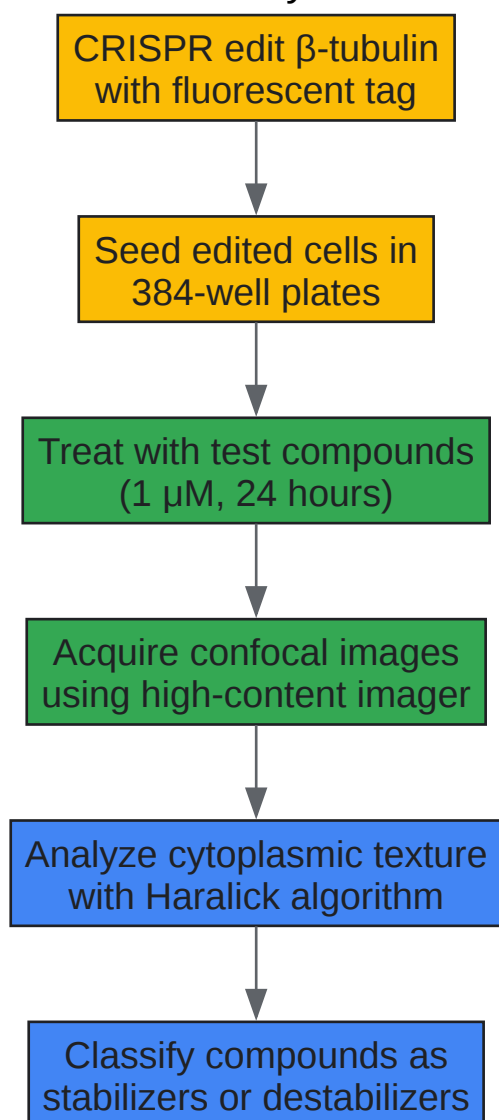 CRISPR edit β-tubulin
with fluorescent tag
Seed edited cells in
384-well plates
Treat with test compounds
(1 μM, 24 hours)
Acquire confocal images
using high-content imager
Analyze cytoplasmic texture
with Haralick algorithm
Classify compounds as
stabilizers or destabilizers